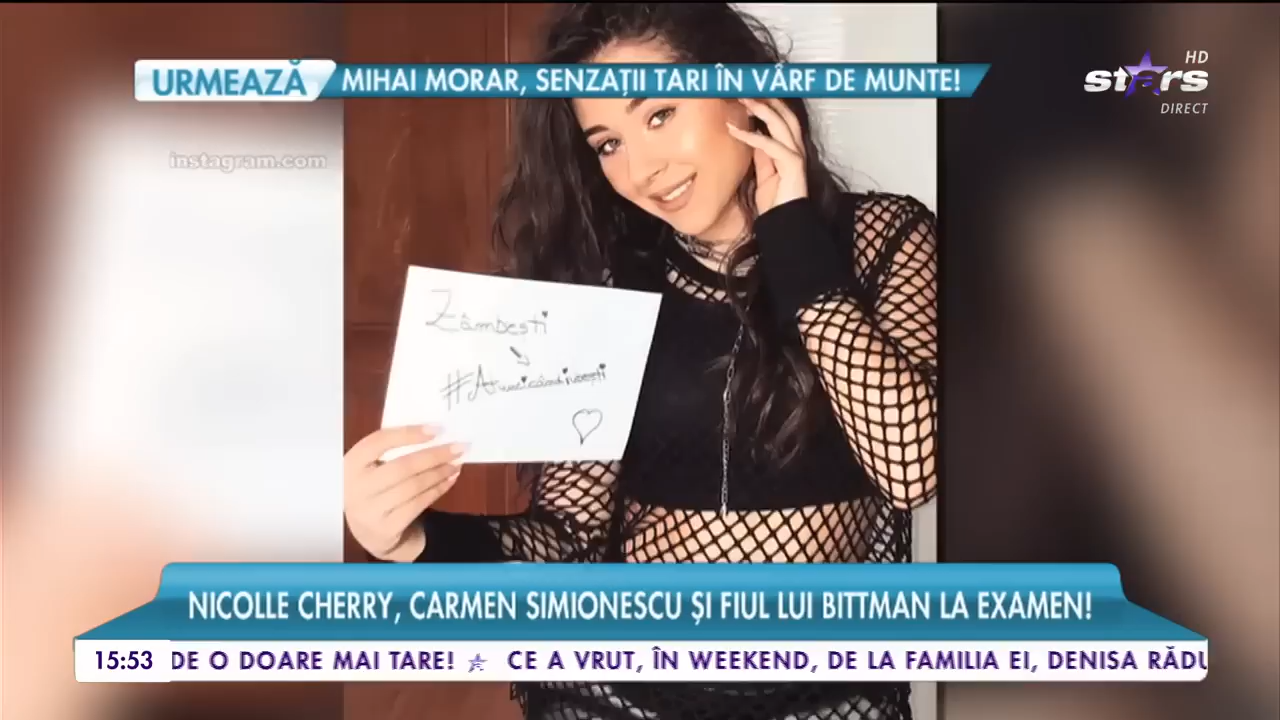 URMEAZĂ
MIHAI MORAR, SENZAȚII TARI ÎN VÂRF DE MUNTE!
HD
stars
DIRECT
instagram.com
Zâmbești
#Atuncicândiubești
NICOLLE CHERRY, CARMEN SIMIONESCU ȘI FIUL LUI BITTMAN LA EXAMEN!
15:53 DE O DOARE MAI TARE! CE A VRUT, ÎN WEEKEND, DE LA FAMILIA EI, DENISA RĂDU